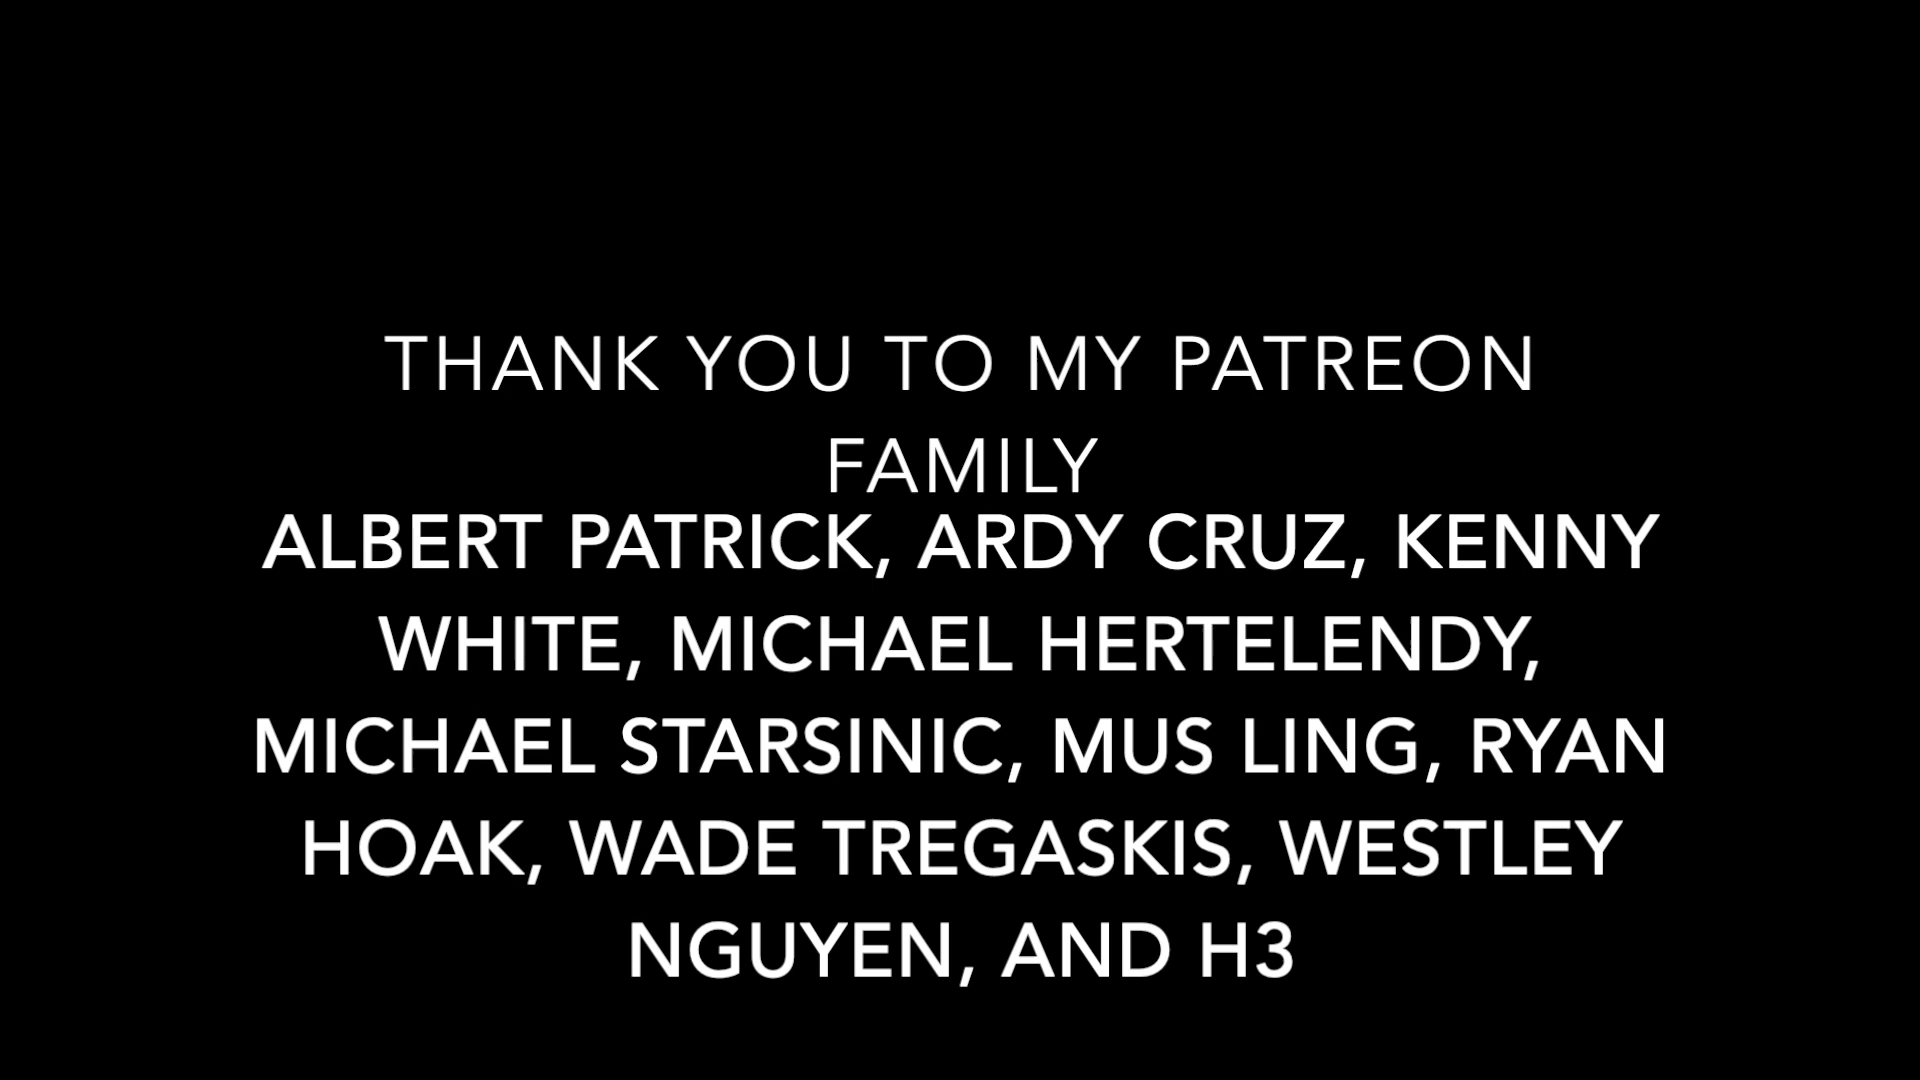 THANK YOU TO MY PATREON
FAMILY
ALBERT PATRICK, ARDY CRUZ, KENNY
WHITE, MICHAEL HERTELENDY,
MICHAEL STARSINIC, MUS LING, RYAN
HOAK, WADE TREGASKIS, WESTLEY
NGUYEN, AND H3